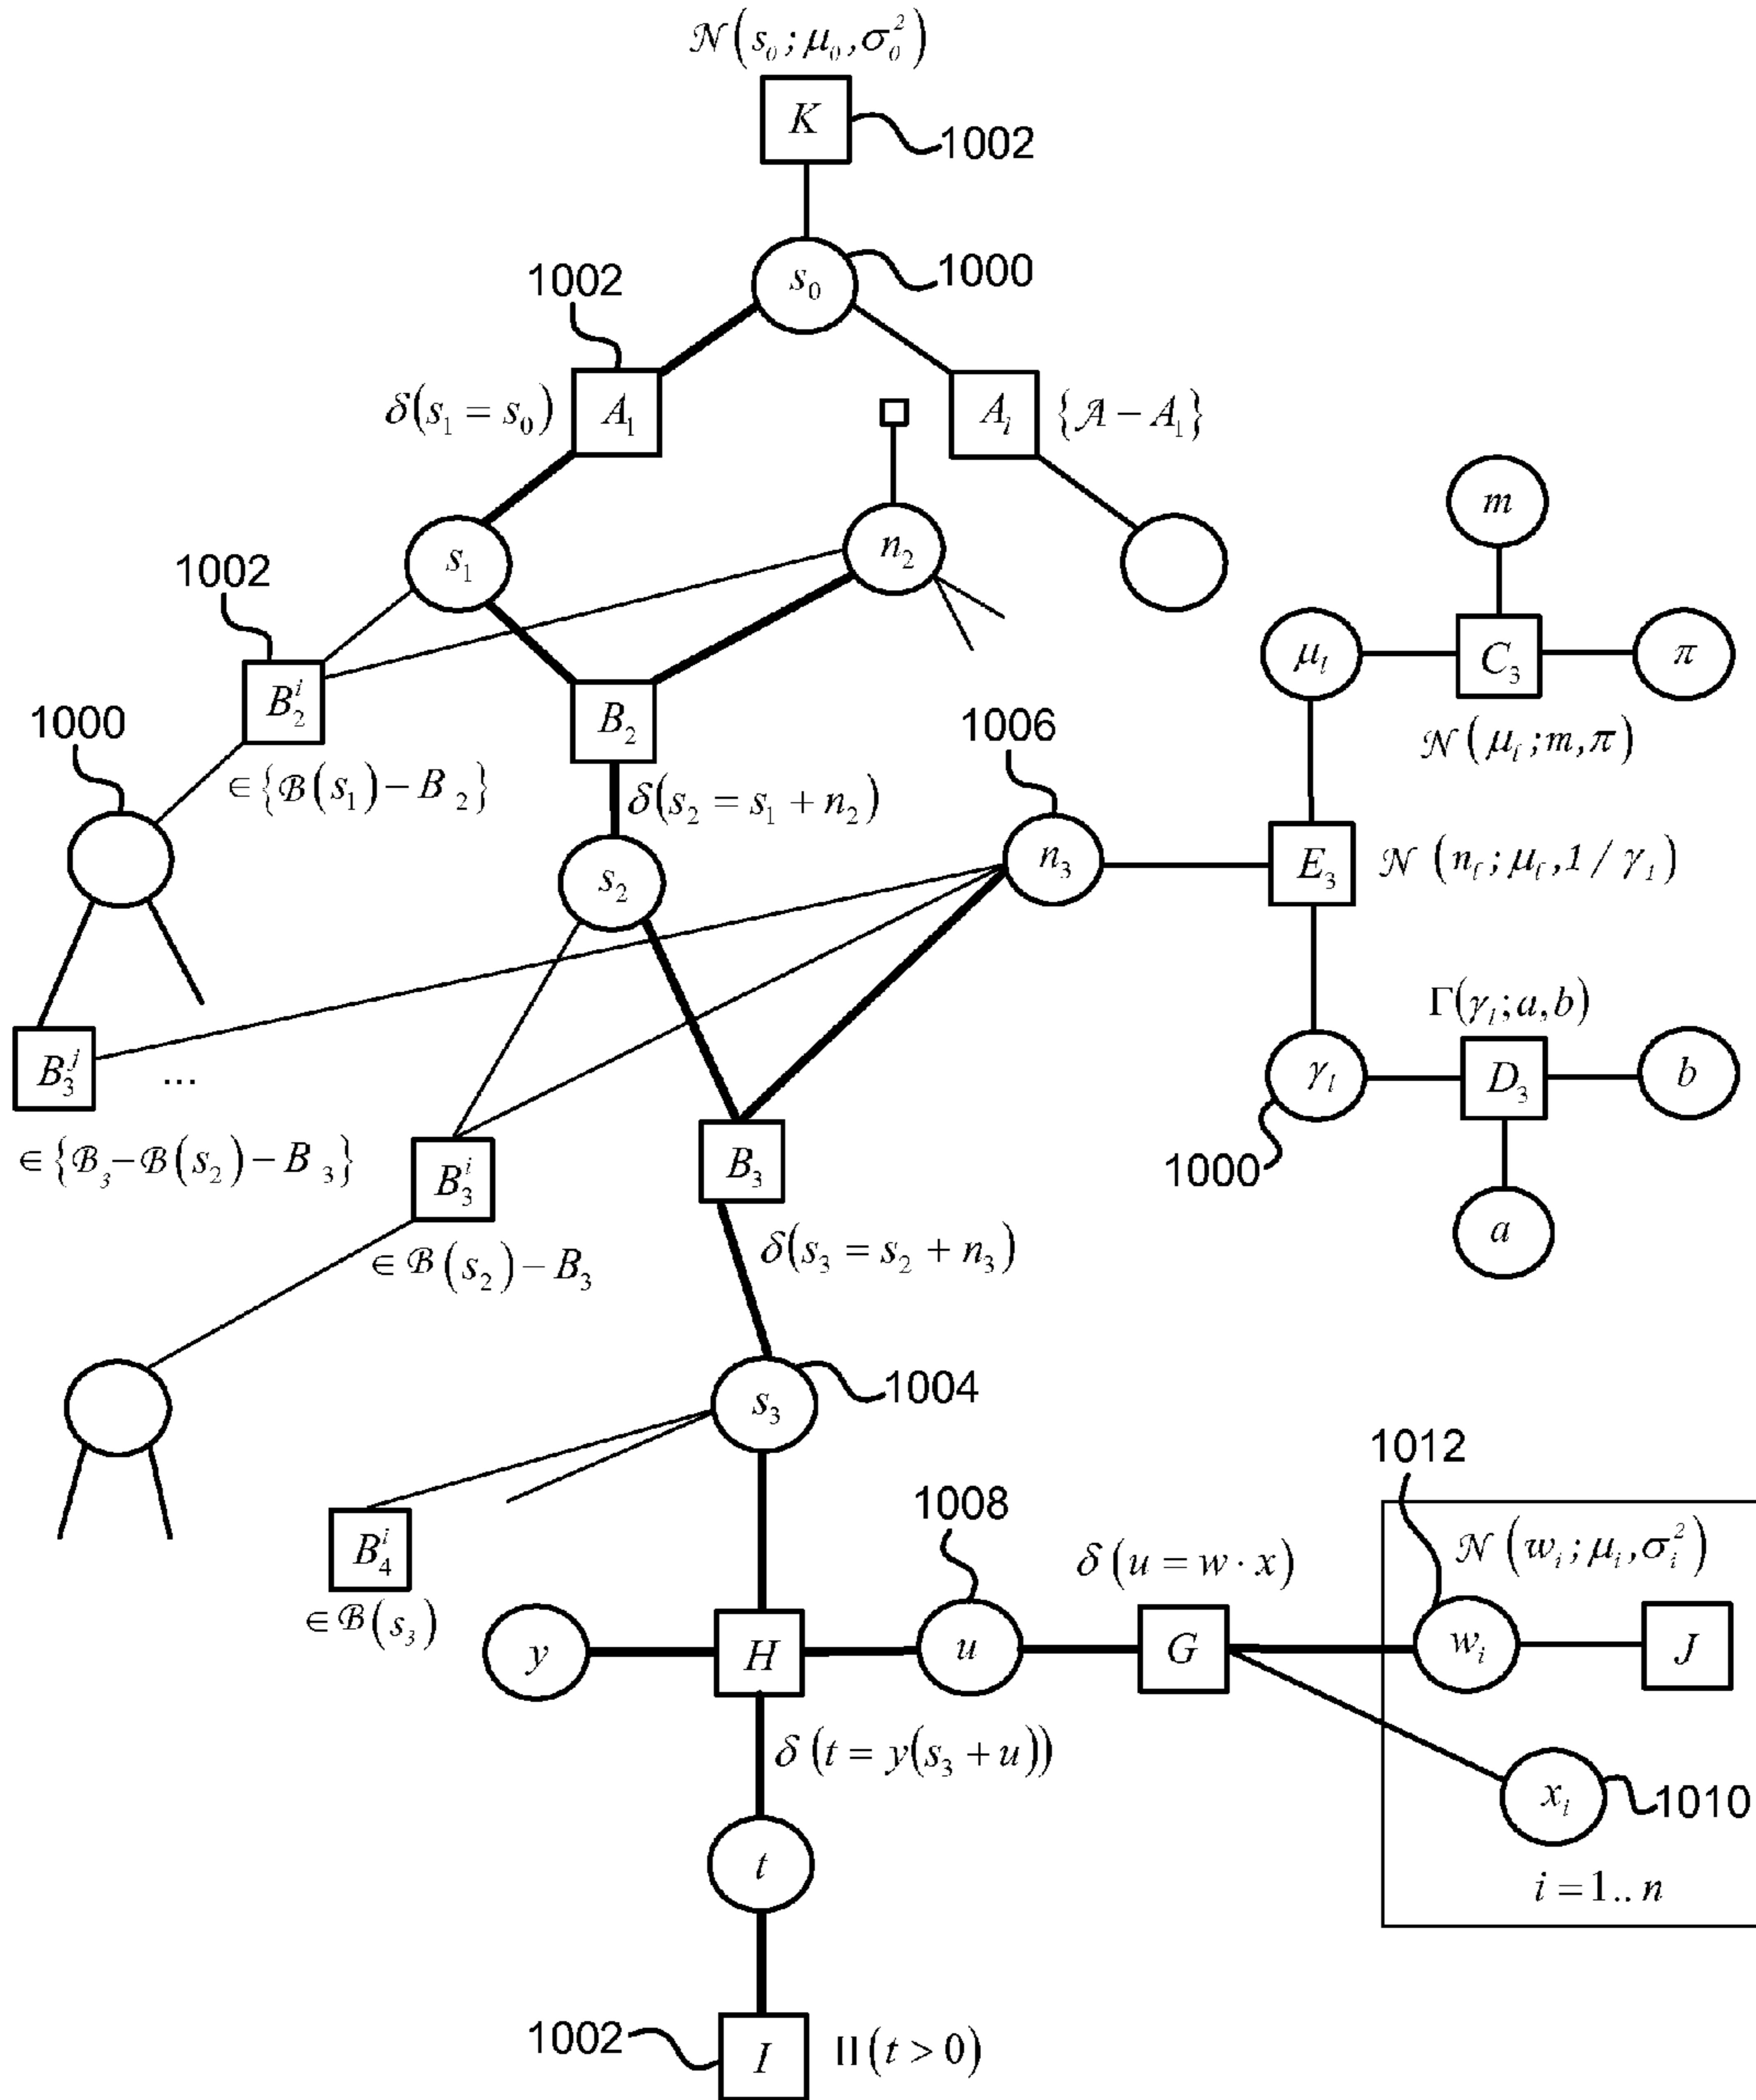 𝒩(s₀; μ₀, σ₀²)
K
1002
s₀
1000
1002
δ(s₁ = s₀)
A₁
Aᵢ
{𝒜 − A₁}
m
s₁
n₂
1002
μₗ
C₃
π
B₂ⁱ
B₂
1006
𝒩(μₗ; m, π)
1000
∈ {ℬ(s₁) − B₂}
δ(s₂ = s₁ + n₂)
n₃
E₃
𝒩(nₗ; μₗ, 1 / γₗ)
s₂
Γ(γₗ; a, b)
B₃ʲ
...
γₗ
D₃
b
∈ {ℬ₃ − ℬ(s₂) − B₃}
B₃ⁱ
B₃
1000
a
∈ ℬ(s₂) − B₃
δ(s₃ = s₂ + n₃)
s₃
1004
1012
1008
B₄ⁱ
δ(u = w · x)
𝒩(wᵢ; μᵢ, σᵢ²)
∈ ℬ(s₃)
y
H
u
G
wᵢ
J
δ(t = y(s₃ + u))
xᵢ
1010
t
i = 1.. n
1002
I
𝕀(t > 0)